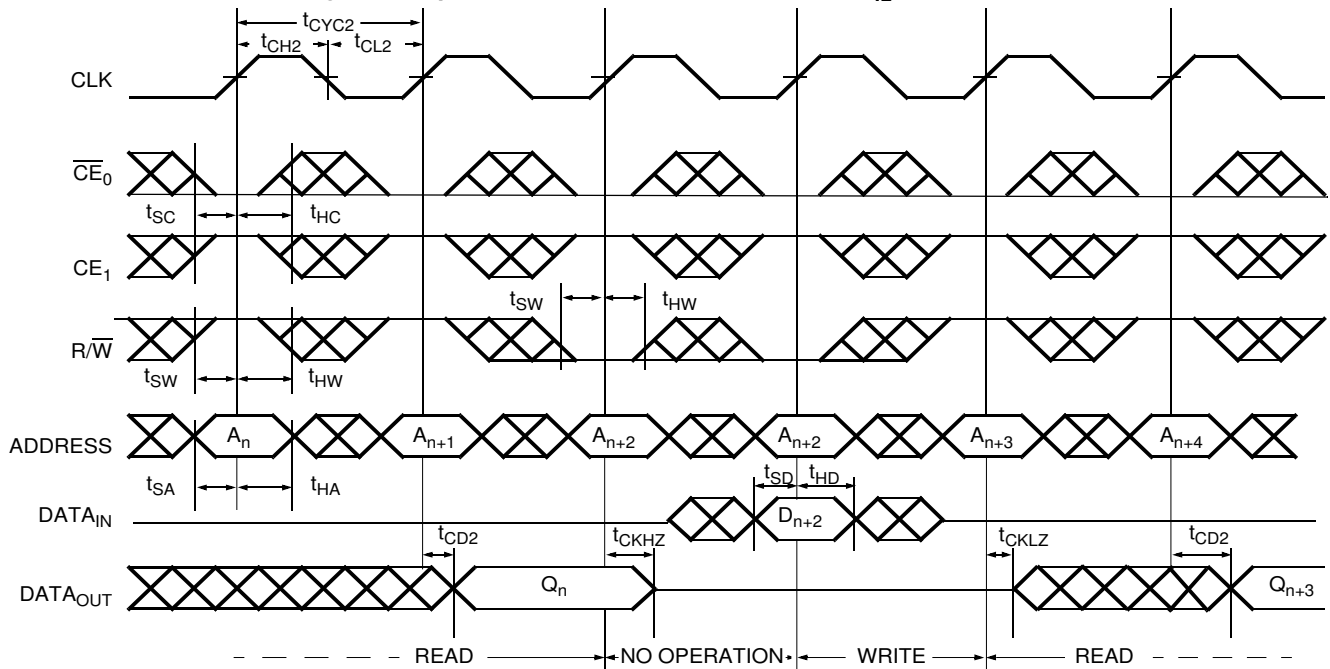 tCYC2
tCH2 tCL2
CLK
CE0
tSC tHC
CE1
tSW tHW
R/W
tSW tHW
ADDRESS An An+1 An+2 An+2 An+3 An+4
tSA tHA tSD tHD
DATAIN Dn+2
tCD2 tCKHZ tCKLZ tCD2
DATAOUT Qn Qn+3
READ NO OPERATION WRITE READ